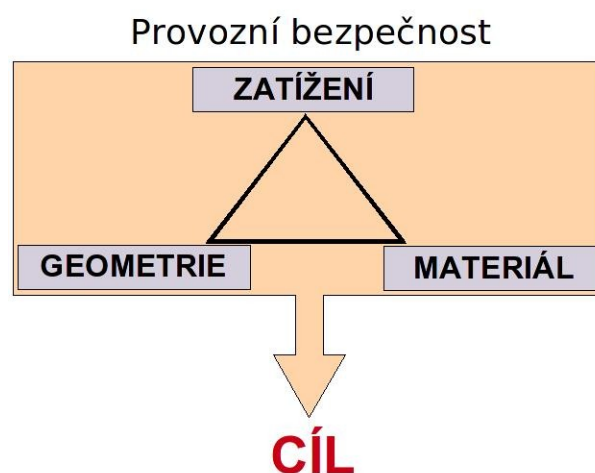 Provozní bezpečnost
ZATÍŽENÍ
GEOMETRIE
MATERIÁL
CÍL